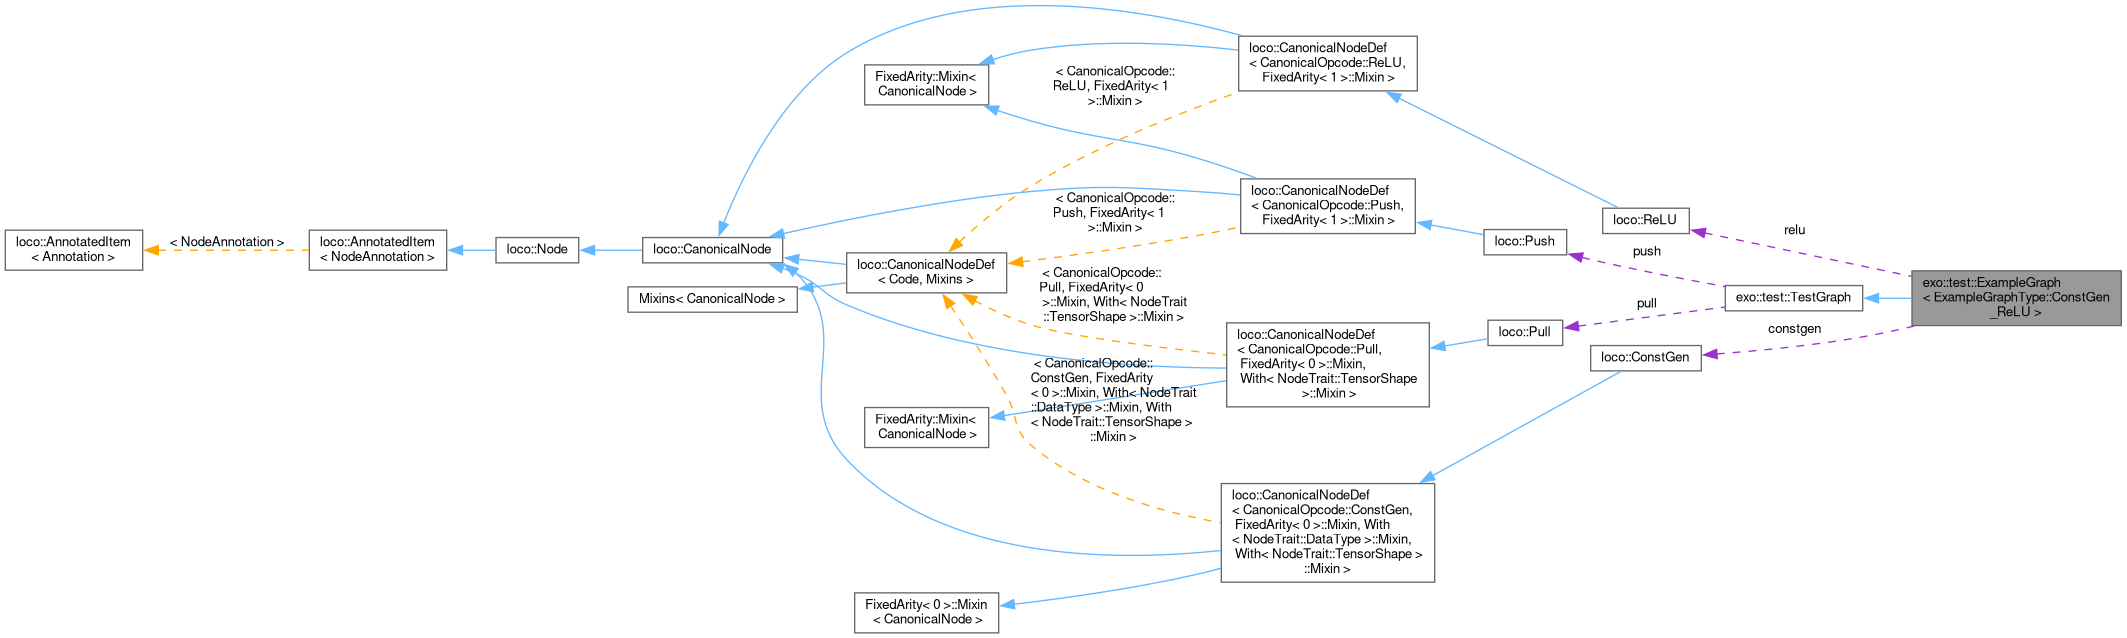 loco::AnnotatedItem
< Annotation >
< NodeAnnotation >
loco::AnnotatedItem
< NodeAnnotation >
loco::Node
loco::CanonicalNode
Mixins< CanonicalNode >
FixedArity::Mixin<
CanonicalNode >
loco::CanonicalNodeDef
< Code, Mixins >
FixedArity::Mixin<
CanonicalNode >
FixedArity< 0 >::Mixin
< CanonicalNode >
< CanonicalOpcode::
ReLU, FixedArity< 1
>::Mixin >
< CanonicalOpcode::
Push, FixedArity< 1
>::Mixin >
< CanonicalOpcode::
Pull, FixedArity< 0
>::Mixin, With< NodeTrait
::TensorShape >::Mixin >
< CanonicalOpcode::
ConstGen, FixedArity
< 0 >::Mixin, With< NodeTrait
::DataType >::Mixin, With
< NodeTrait::TensorShape >
::Mixin >
loco::CanonicalNodeDef
< CanonicalOpcode::ReLU,
FixedArity< 1 >::Mixin >
loco::CanonicalNodeDef
< CanonicalOpcode::Push,
FixedArity< 1 >::Mixin >
loco::CanonicalNodeDef
< CanonicalOpcode::Pull,
FixedArity< 0 >::Mixin,
With< NodeTrait::TensorShape
>::Mixin >
loco::CanonicalNodeDef
< CanonicalOpcode::ConstGen,
FixedArity< 0 >::Mixin, With
< NodeTrait::DataType >::Mixin,
With< NodeTrait::TensorShape >
::Mixin >
loco::ReLU
loco::Push
loco::Pull
loco::ConstGen
relu
push
pull
constgen
exo::test::TestGraph
exo::test::ExampleGraph
< ExampleGraphType::ConstGen
_ReLU >